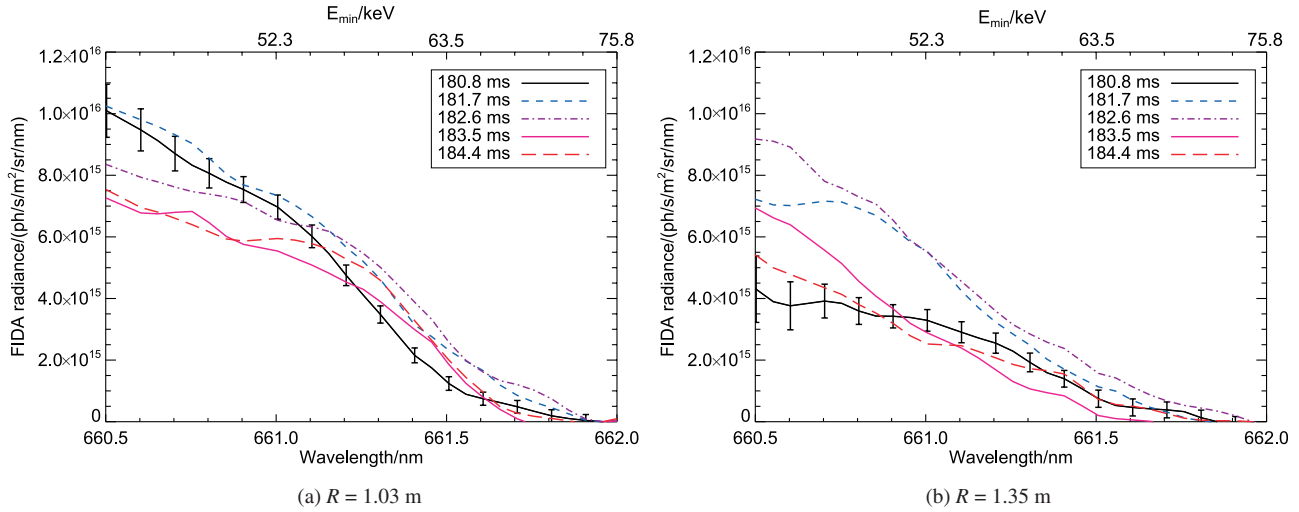 E_min/keV
52.3 63.5 75.8
1.2×10^16
1.0×10^16
8.0×10^15
6.0×10^15
4.0×10^15
2.0×10^15
0
FIDA radiance/(ph/s/m^2/sr/nm)
180.8 ms
181.7 ms
182.6 ms
183.5 ms
184.4 ms
660.5 661.0 661.5 662.0
Wavelength/nm
(a) R = 1.03 m
E_min/keV
52.3 63.5 75.8
1.2×10^16
1.0×10^16
8.0×10^15
6.0×10^15
4.0×10^15
2.0×10^15
0
FIDA radiance/(ph/s/m^2/sr/nm)
180.8 ms
181.7 ms
182.6 ms
183.5 ms
184.4 ms
660.5 661.0 661.5 662.0
Wavelength/nm
(b) R = 1.35 m